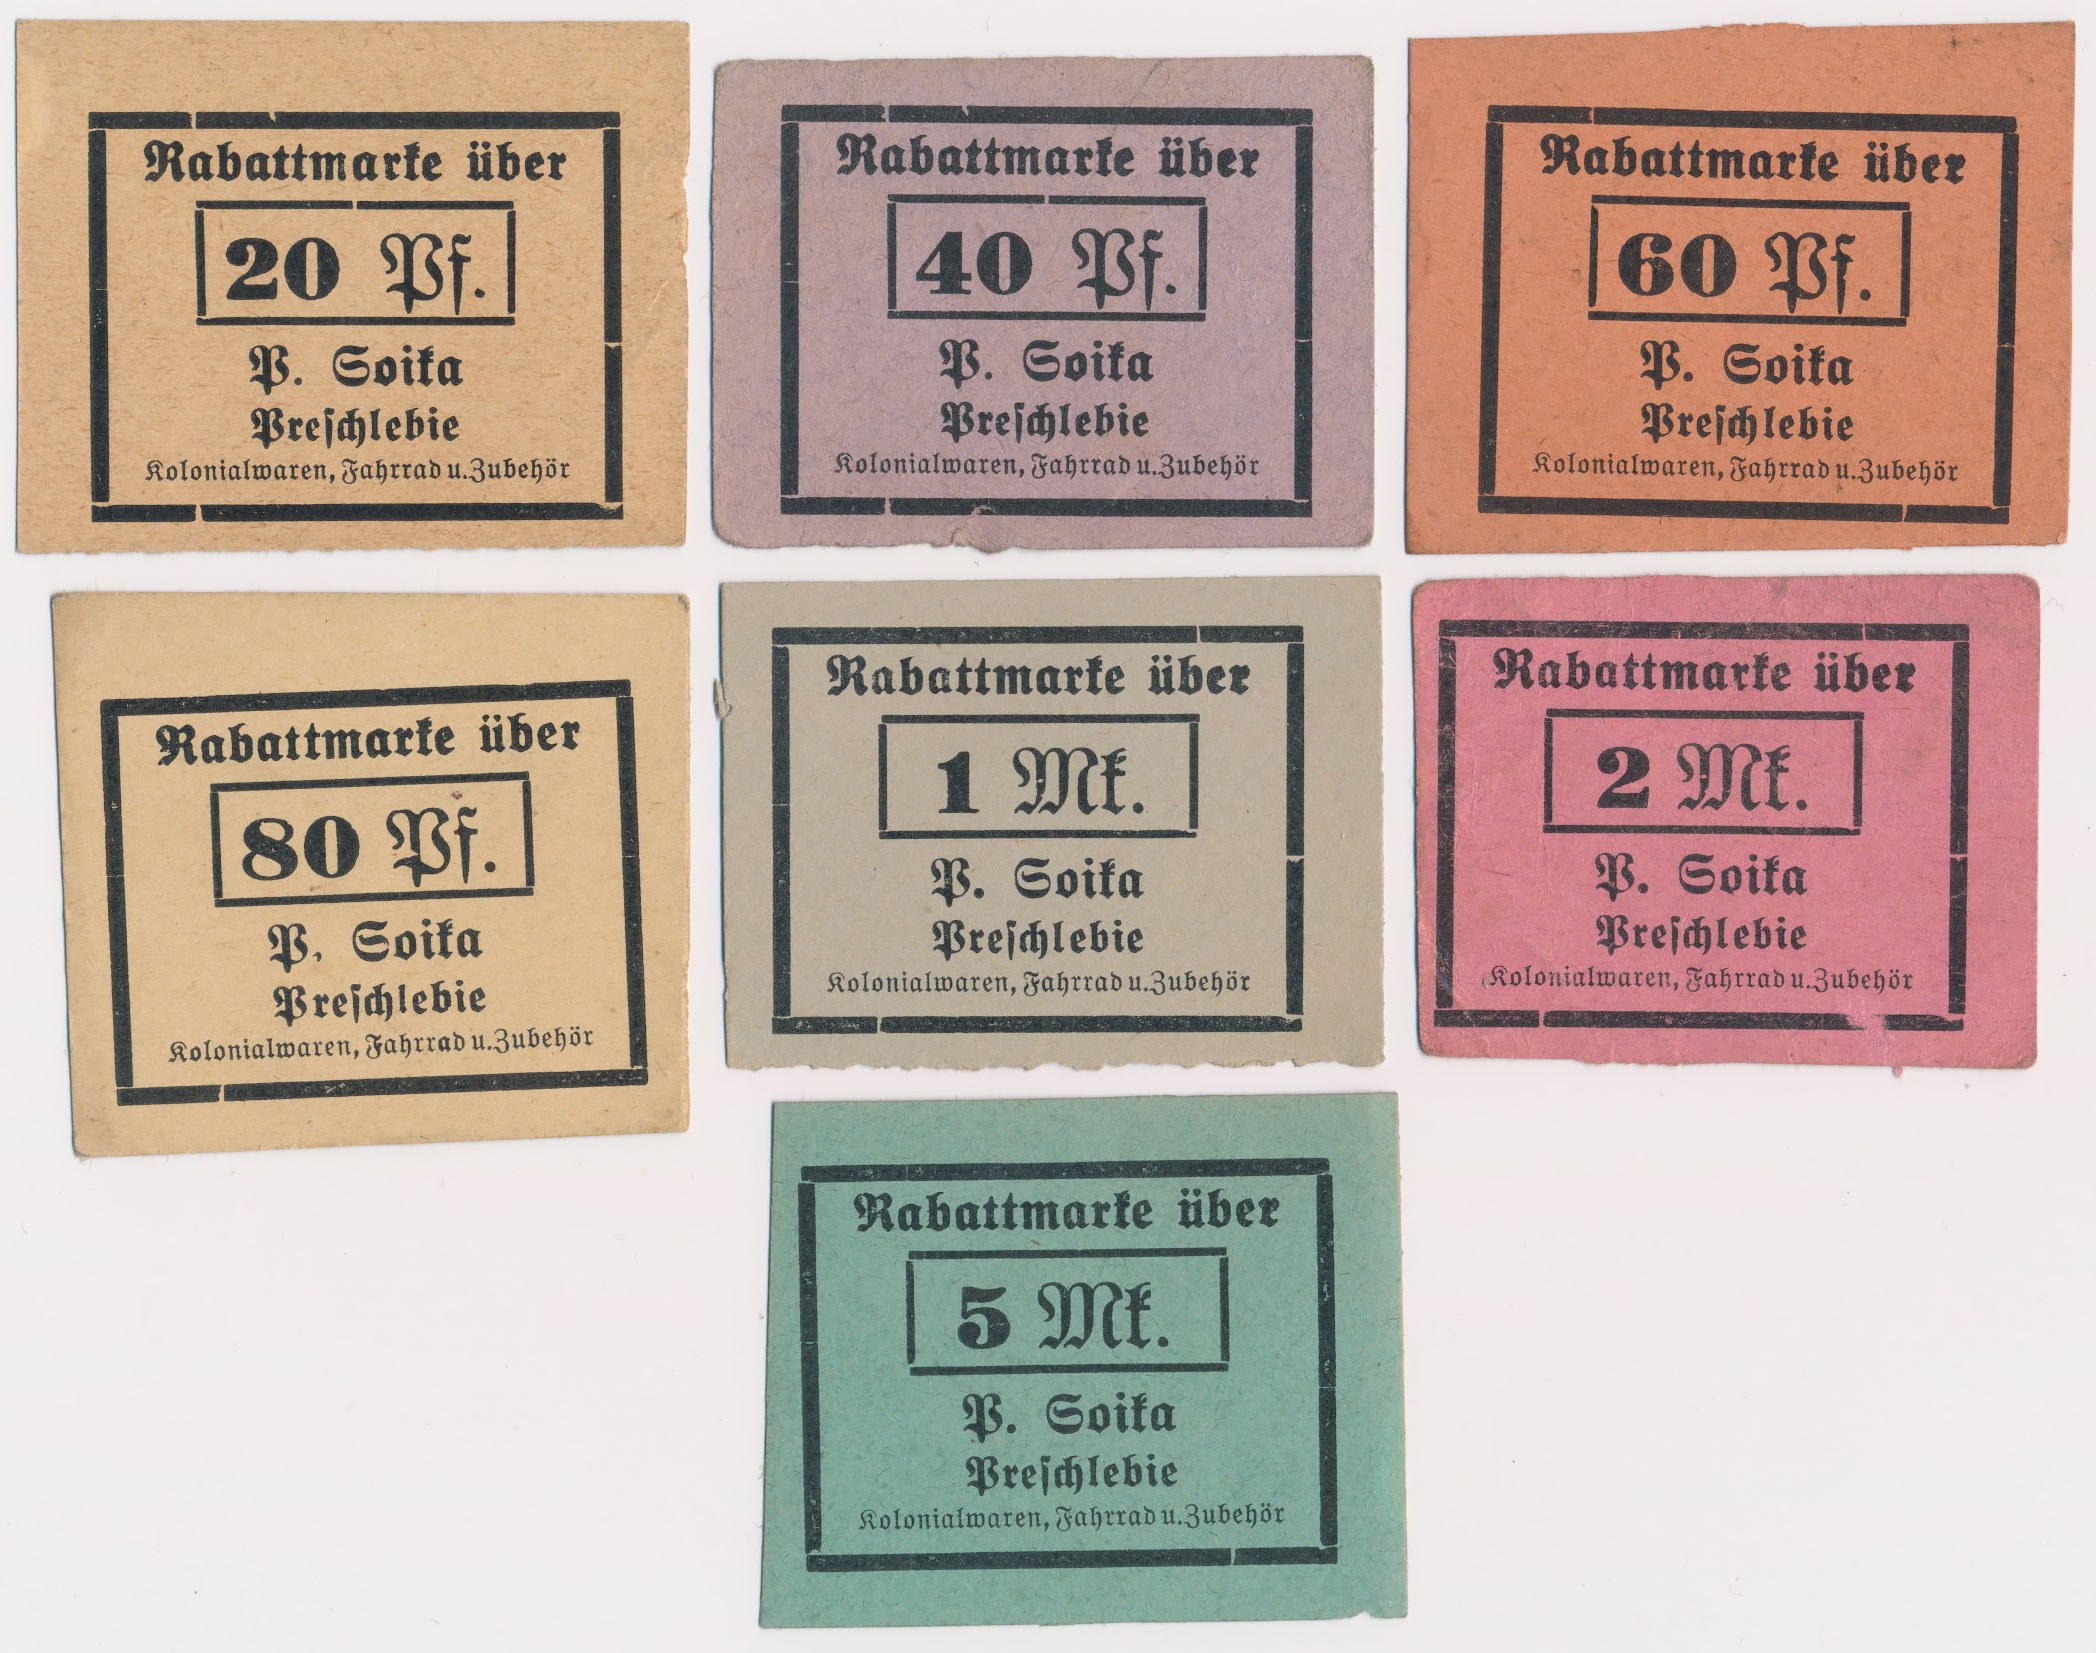 Rabattmarke über
20 Pf.
P. Soika
Preschlebie
Kolonialwaren, Fahrrad u. Zubehör
Rabattmarke über
40 Pf.
P. Soika
Preschlebie
Kolonialwaren, Fahrrad u. Zubehör
Rabattmarke über
60 Pf.
P. Soika
Preschlebie
Kolonialwaren, Fahrrad u. Zubehör
Rabattmarke über
80 Pf.
P. Soika
Preschlebie
Kolonialwaren, Fahrrad u. Zubehör
Rabattmarke über
1 Mk.
P. Soika
Preschlebie
Kolonialwaren, Fahrrad u. Zubehör
Rabattmarke über
2 Mk.
P. Soika
Preschlebie
Kolonialwaren, Fahrrad u. Zubehör
Rabattmarke über
5 Mk.
P. Soika
Preschlebie
Kolonialwaren, Fahrrad u. Zubehör